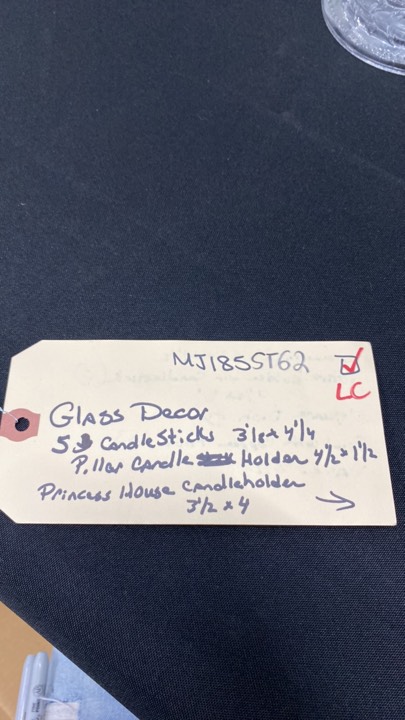 MJ185ST62
LC
Glass Decor
5 CandleSticks 3 1/8 x 4 1/4
Pillar Candle Holder 4 1/2 x 1 1/2
Princess House Candleholder
3 1/2 x 4